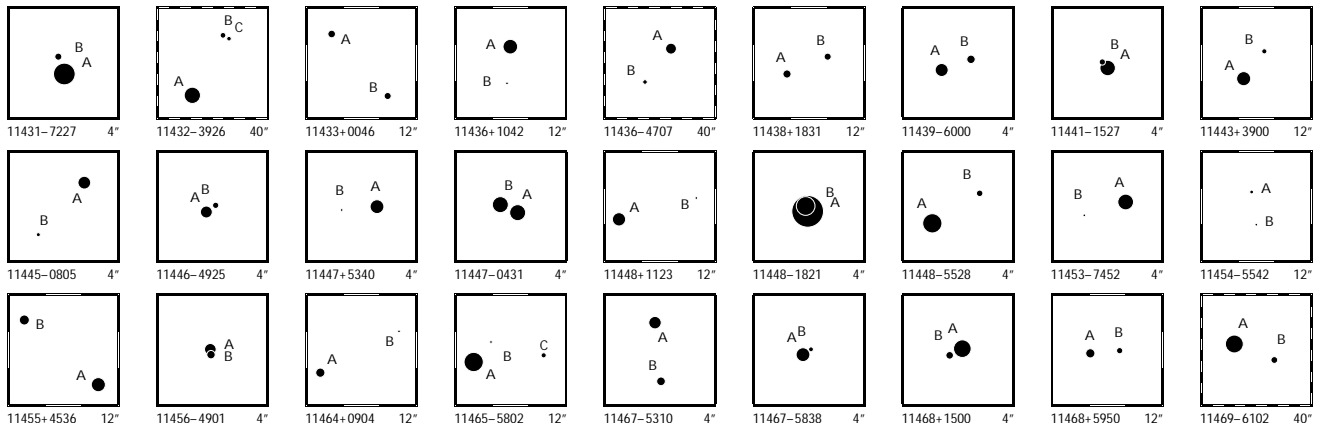 B A
B C A
A B
A B
A B
A B
A B
B A
B A
11431−7227 4″ 11432−3926 40″ 11433+0046 12″ 11436+1042 12″ 11436−4707 40″ 11438+1831 12″ 11439−6000 4″ 11441−1527 4″ 11443+3900 12″
A B
A B
B A
B A
A B
B A
B A
B A
A B
11445−0805 4″ 11446−4925 4″ 11447+5340 4″ 11447−0431 4″ 11448+1123 12″ 11448−1821 4″ 11448−5528 4″ 11453−7452 4″ 11454−5542 12″
B A
A B
A B
A B C
A B
A B
B A
A B
A B
11455+4536 12″ 11456−4901 4″ 11464+0904 12″ 11465−5802 12″ 11467−5310 4″ 11467−5838 4″ 11468+1500 4″ 11468+5950 12″ 11469−6102 40″